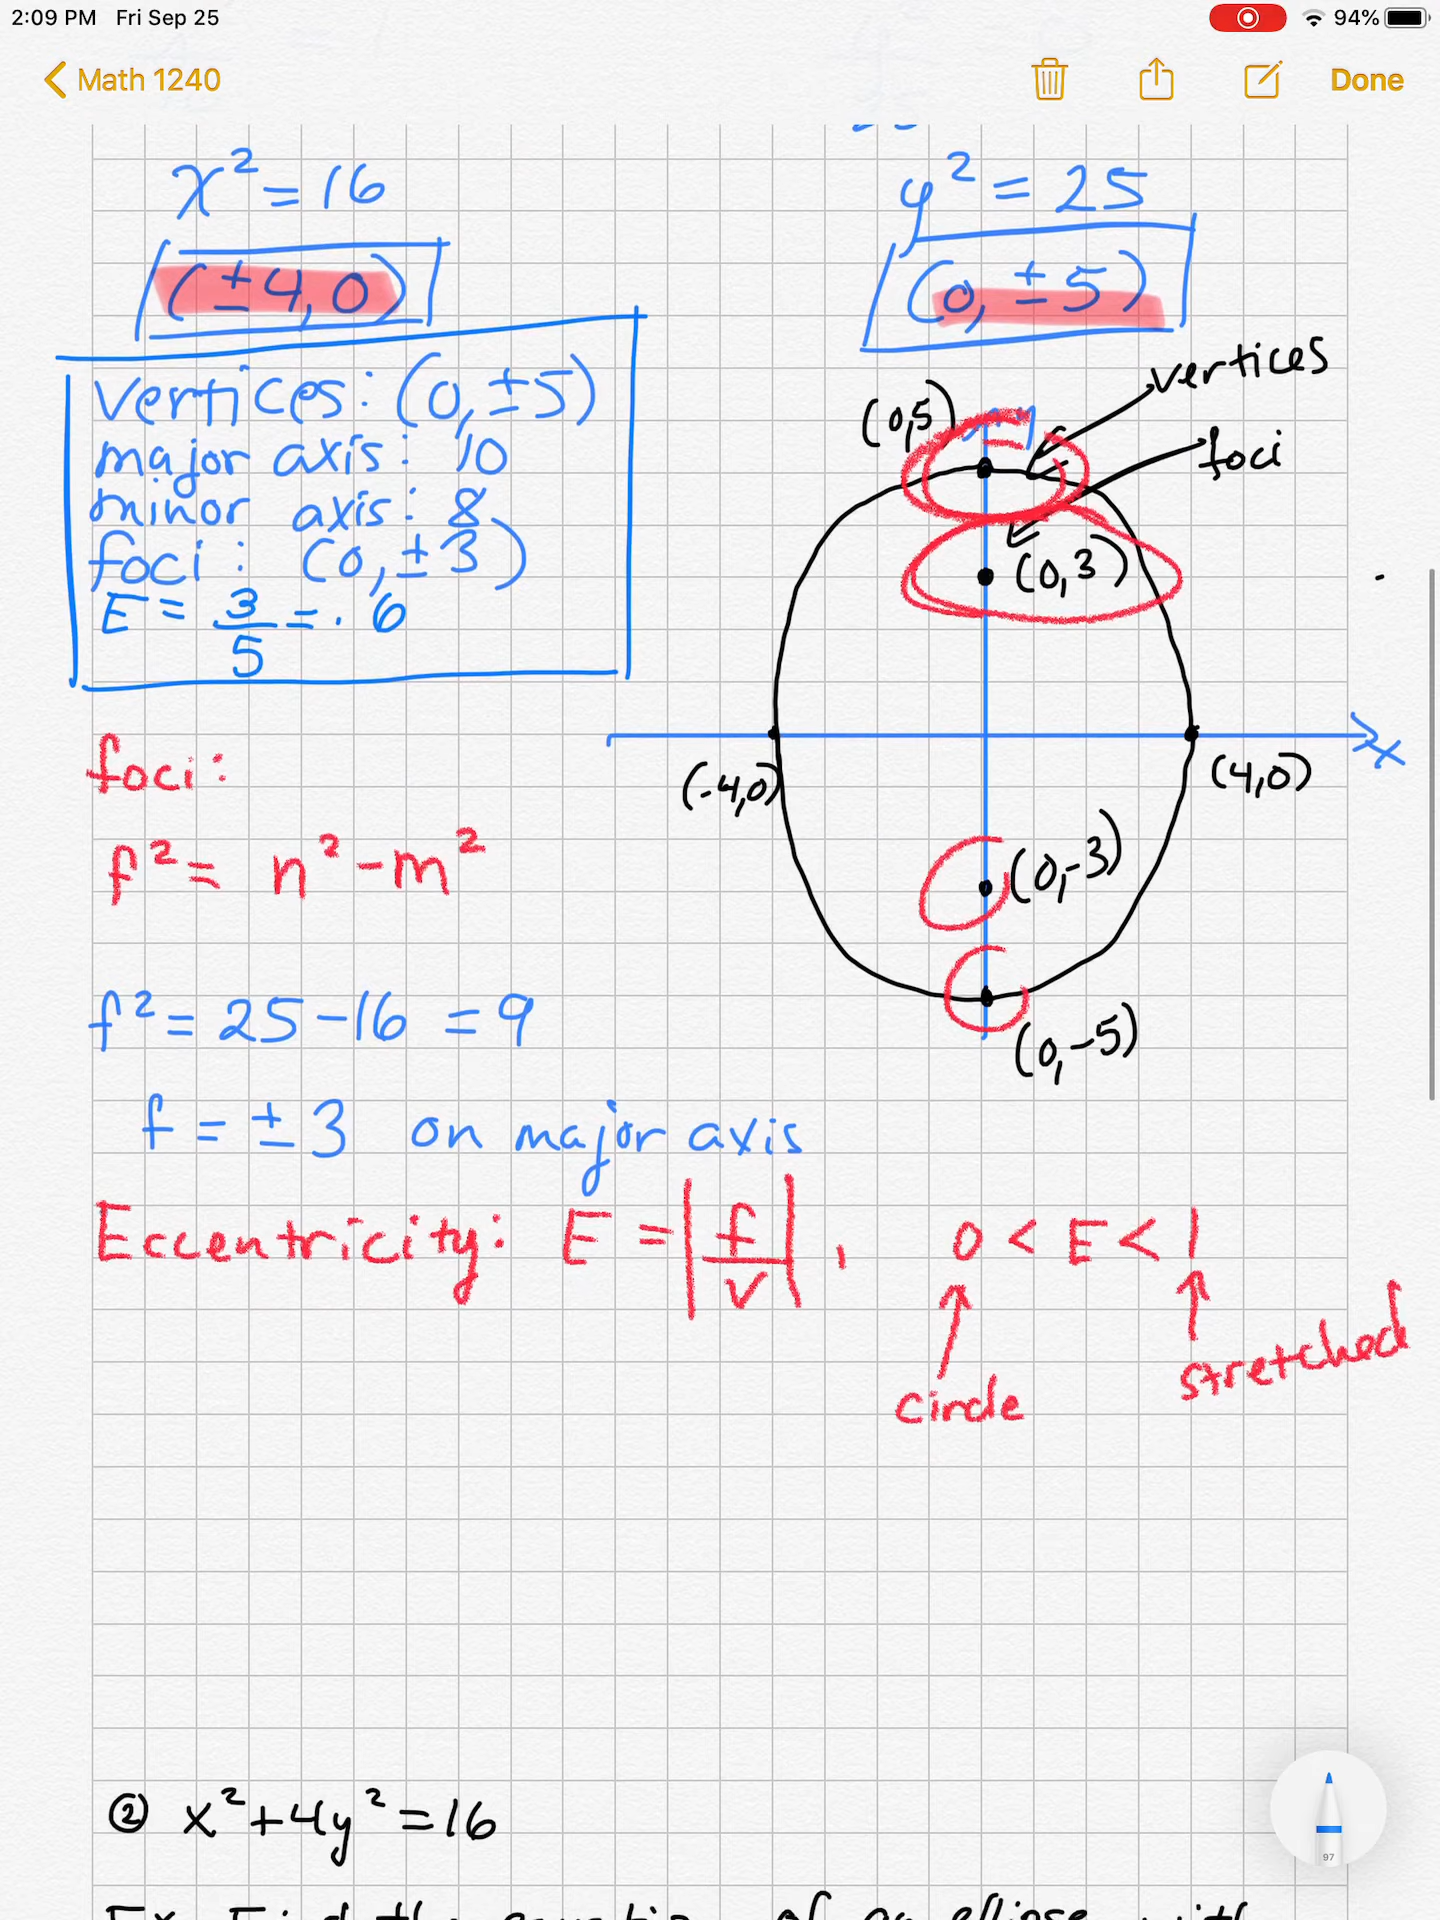 2:09 PM Fri Sep 25 94%
Math 1240 Done
x² = 16
y² = 25
(±4,0)
(0, ±5)
vertices: (0,±5)
major axis: 10
minor axis: 8
foci: (0,±3)
E = 3/5 = .6
vertices
(0,5)
foci
(0,3)
x
(-4,0)
(4,0)
(0,-3)
(0,-5)
foci:
f² = n² - m²
f² = 25 - 16 = 9
f = ±3 on major axis
Eccentricity: E = |f/v|, 0 < E < 1
circle
stretched
② x² + 4y² = 16
97